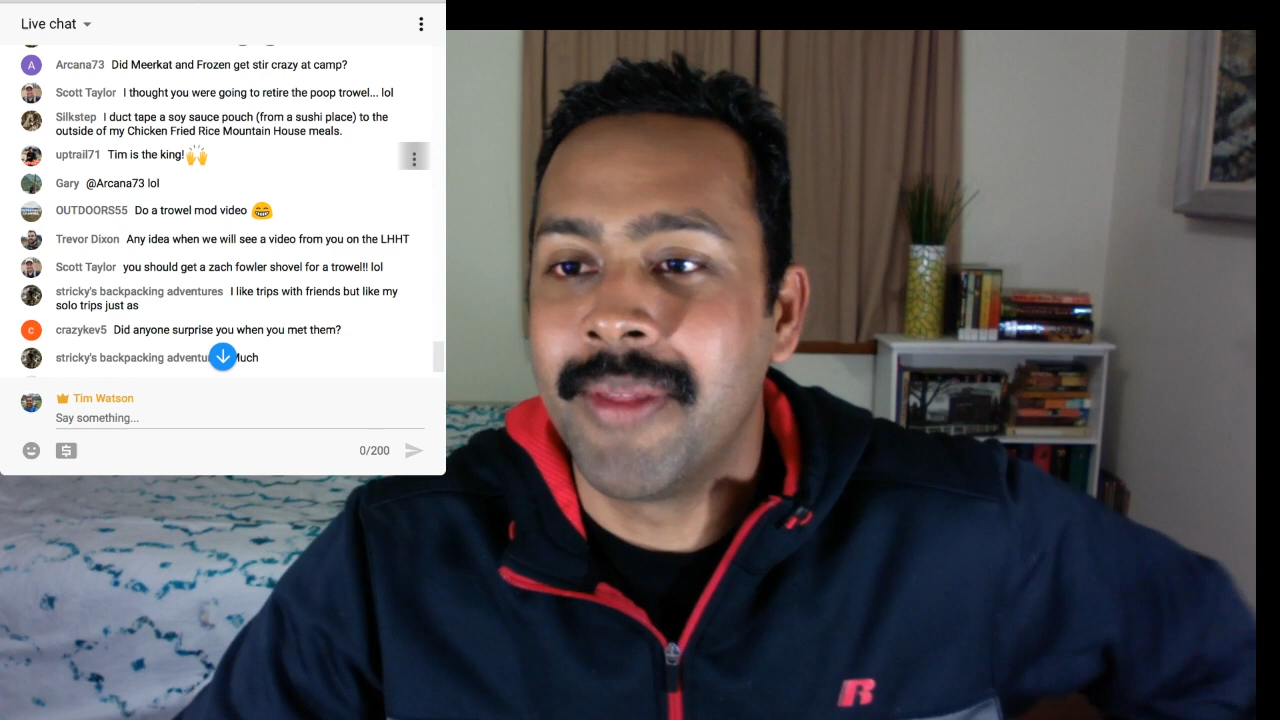 Live chat
Arcana73 Did Meerkat and Frozen get stir crazy at camp?
Scott Taylor I thought you were going to retire the poop trowel... lol
Silkstep I duct tape a soy sauce pouch (from a sushi place) to the
outside of my Chicken Fried Rice Mountain House meals.
uptrail71 Tim is the king!🙌
Gary @Arcana73 lol
OUTDOORS55 Do a trowel mod video 😁
Trevor Dixon Any idea when we will see a video from you on the LHHT
Scott Taylor you should get a zach fowler shovel for a trowel!! lol
stricky's backpacking adventures I like trips with friends but like my
solo trips just as
crazykev5 Did anyone surprise you when you met them?
stricky's backpacking
Tim Watson
Say something...
0/200
R